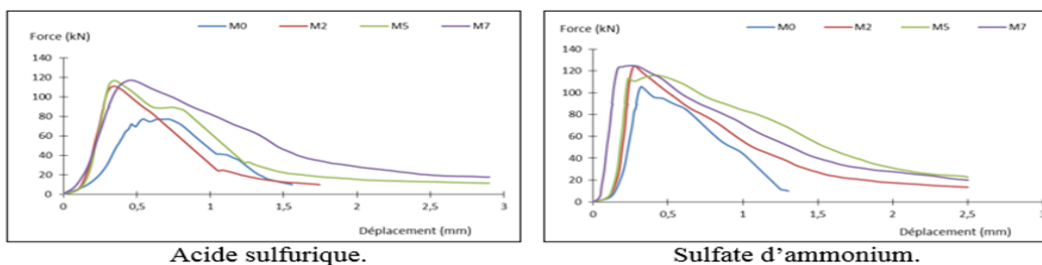 Force (kN)
M0 M2 M5 M7
140
120
100
80
60
40
20
0
0 0,5 1 1,5 2 2,5 3
Déplacement (mm)
Acide sulfurique.
Force (kN)
M0 M2 M5 M7
140
120
100
80
60
40
20
0
0 0,5 1 1,5 2 2,5 3
Déplacement (mm)
Sulfate d’ammonium.